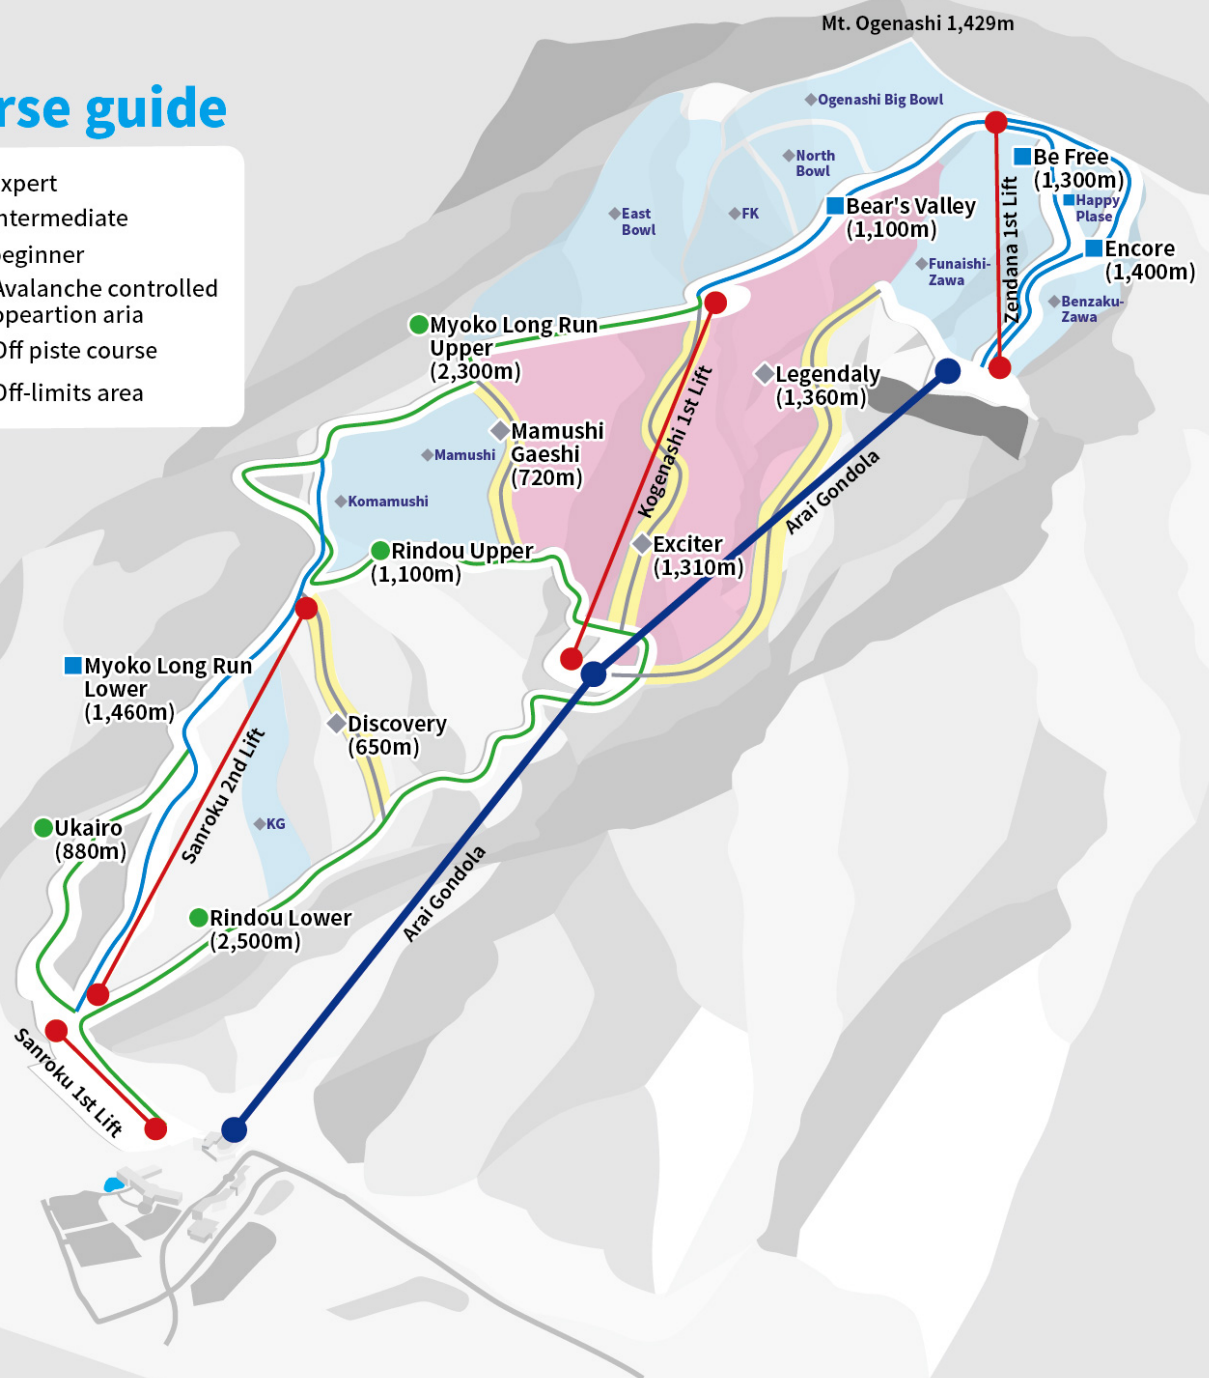 Mt. Ogenashi 1,429m
rse guide
xpert
ntermediate
eginner
Avalanche controlled
opeartion aria
Off piste course
Off-limits area
Ogenashi Big Bowl
North
Bowl
East
Bowl
FK
Be Free
(1,300m)
Happy
Plase
Bear's Valley
(1,100m)
Zendana 1st Lift
Encore
(1,400m)
Funaishi-
Zawa
Benzaku-
Zawa
Myoko Long Run
Upper
(2,300m)
Legendaly
(1,360m)
Kogenashi 1st Lift
Mamushi
Gaeshi
(720m)
Mamushi
Komamushi
Arai Gondola
Rindou Upper
(1,100m)
Exciter
(1,310m)
Myoko Long Run
Lower
(1,460m)
Discovery
(650m)
Sanroku 2nd Lift
KG
Ukairo
(880m)
Arai Gondola
Rindou Lower
(2,500m)
Sanroku 1st Lift